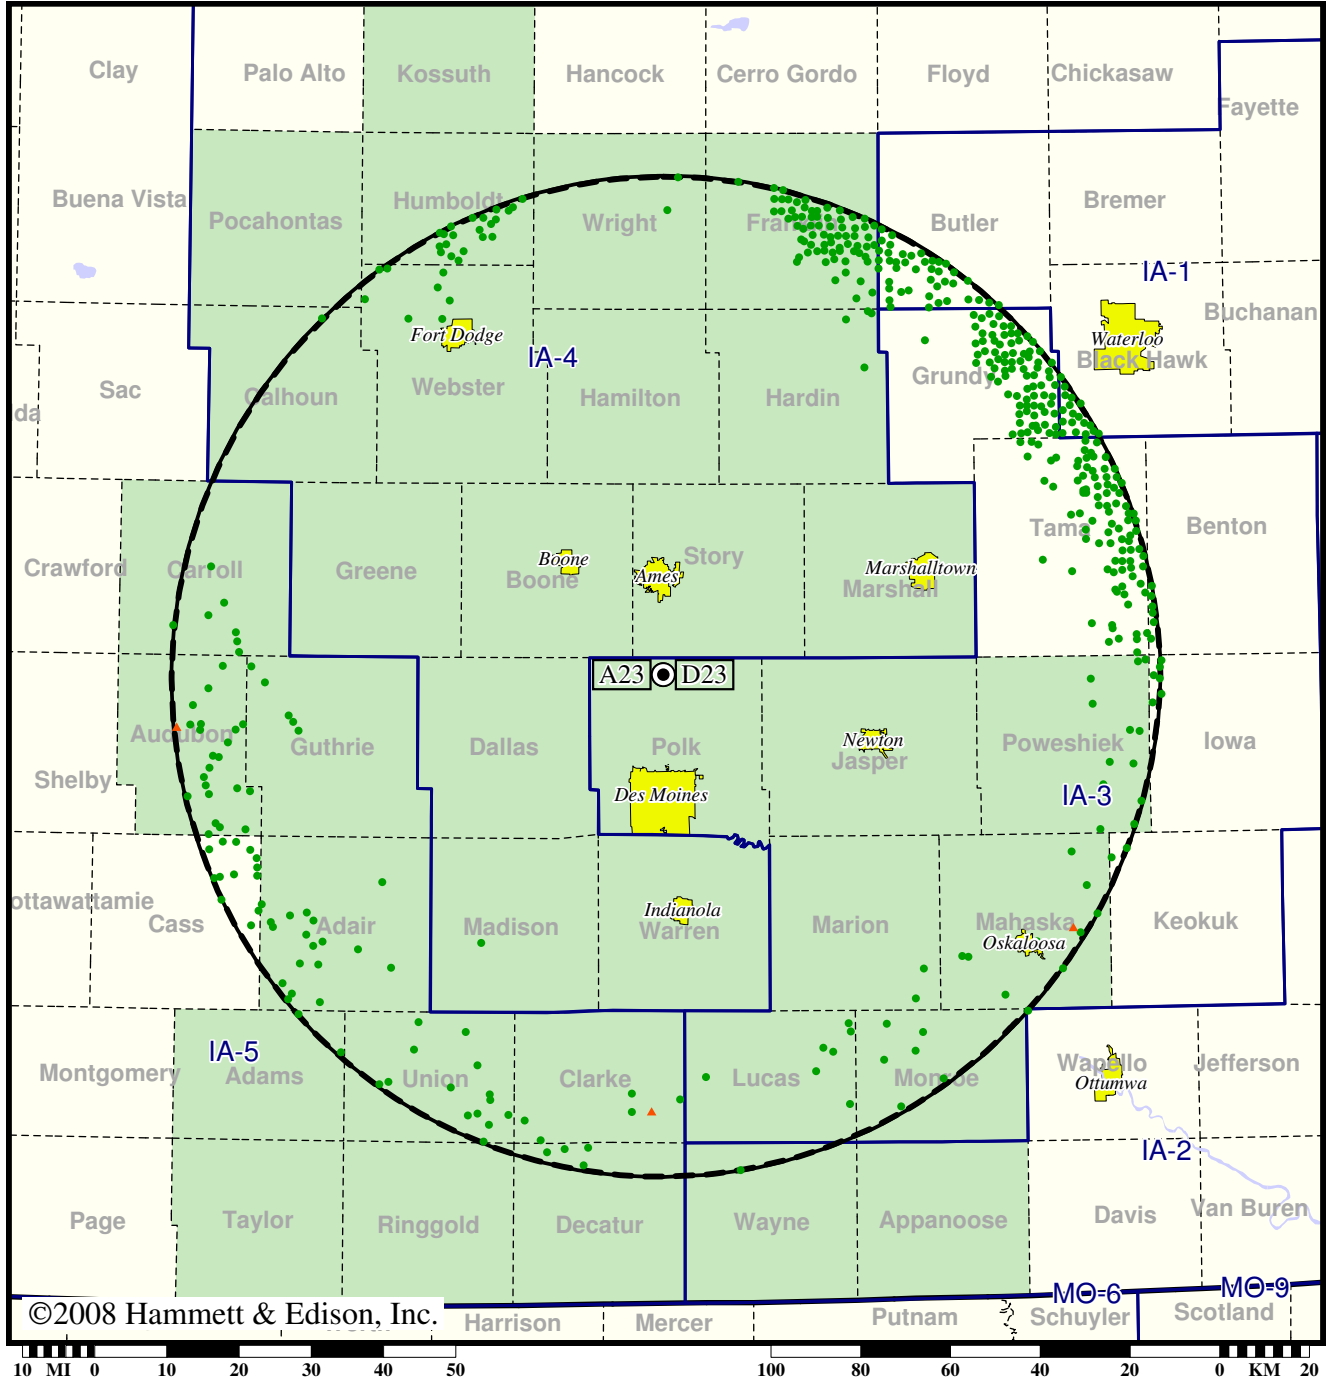 Clay
Palo Alto
Kossuth
Hancock
Cerro Gordo
Floyd
Chickasaw
Fayette
Buena Vista
Pocahontas
Humboldt
Wright
Franklin
Butler
Bremer
IA-1
Buchanan
Fort Dodge
IA-4
Waterloo
Black Hawk
Sac
Calhoun
Webster
Hamilton
Hardin
Grundy
da
Crawford
Carroll
Greene
Boone
Boone
Ames
Story
Marshalltown
Marshall
Tama
Benton
A23
D23
Audubon
Guthrie
Dallas
Polk
Newton
Jasper
Poweshiek
Iowa
Shelby
Des Moines
IA-3
ottawattamie
Cass
Adair
Madison
Indianola
Warren
Marion
Mahaska
Oskaloosa
Keokuk
IA-5
Montgomery
Adams
Union
Clarke
Lucas
Monroe
Wapello
Ottumwa
Jefferson
IA-2
Page
Taylor
Ringgold
Decatur
Wayne
Appanoose
Davis
Van Buren
MO-6
MO-9
©2008 Hammett & Edison, Inc.
Harrison
Mercer
Putnam
Schuyler
Scotland
10 MI 0 10 20 30 40 50
100 80 60 40 20 0 KM 20